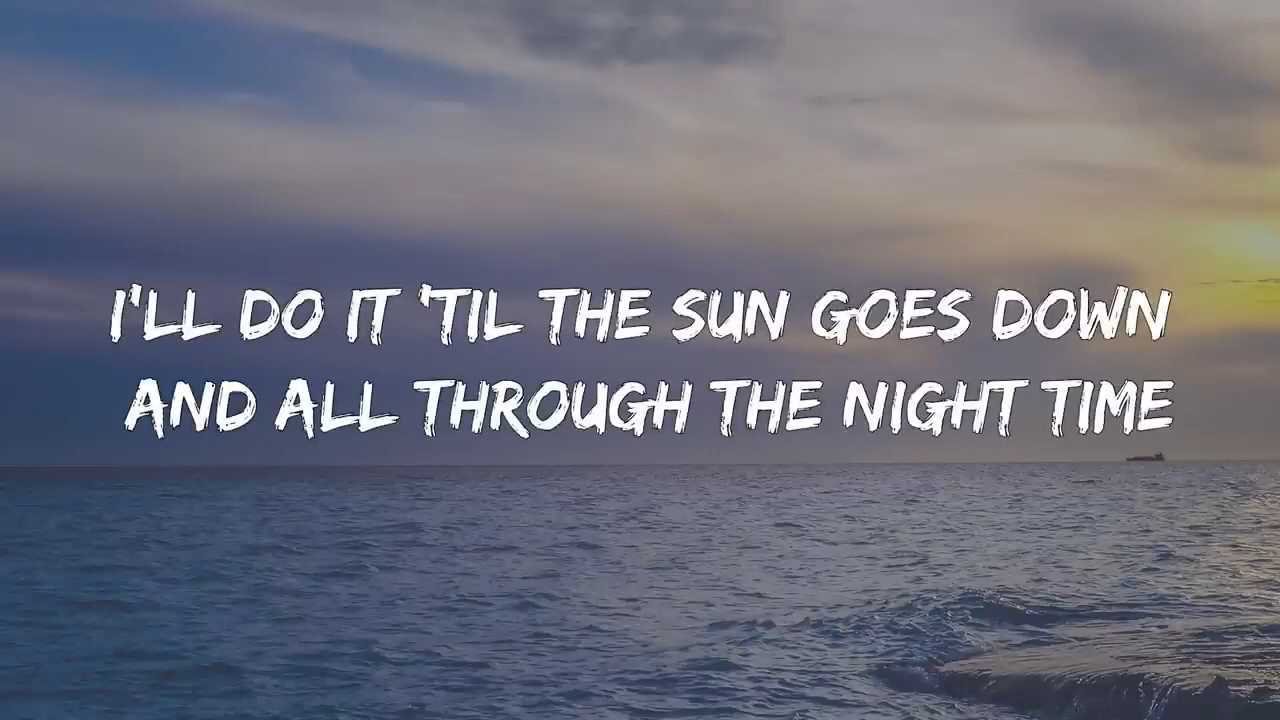 I'LL DO IT 'TIL THE SUN GOES DOWN
AND ALL THROUGH THE NIGHT TIME